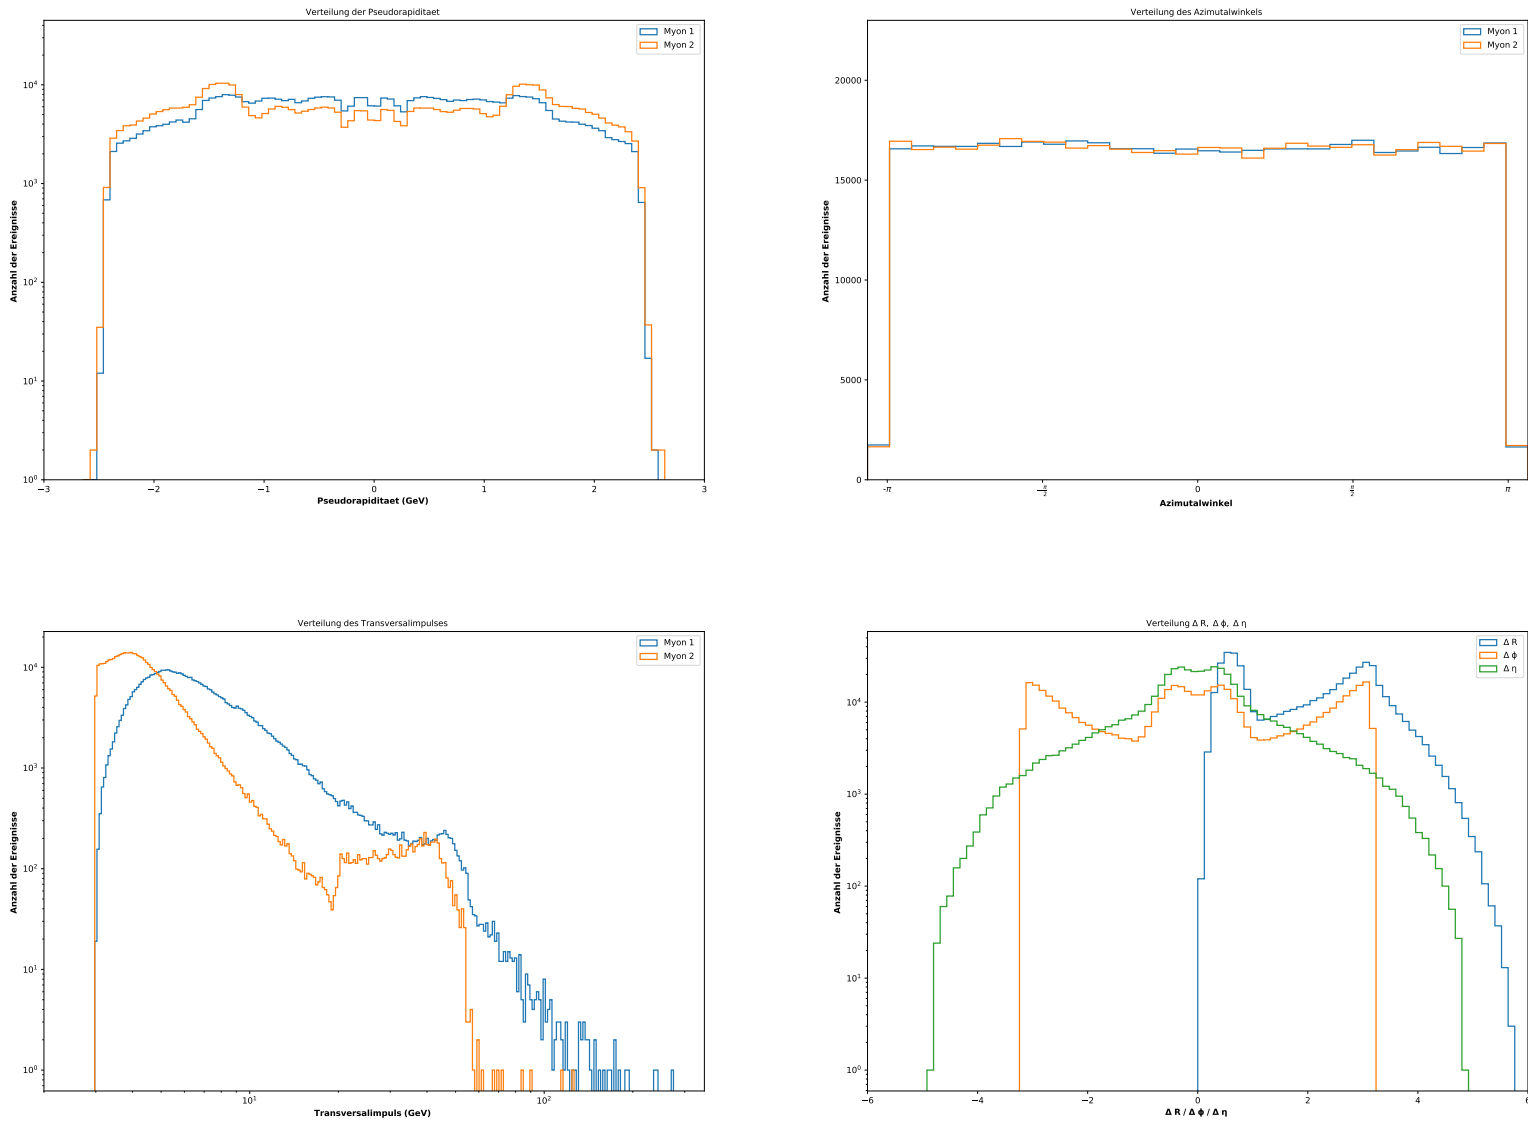 Verteilung der Pseudorapiditaet
Myon 1
Myon 2
Anzahl der Ereignisse
10⁴
10³
10²
10¹
10⁰
−3 −2 −1 0 1 2 3
Pseudorapiditaet (GeV)
Verteilung des Azimutalwinkels
Myon 1
Myon 2
Anzahl der Ereignisse
20000
15000
10000
5000
0
-π −π/2 0 π/2 π
Azimutalwinkel
Verteilung des Transversalimpulses
Myon 1
Myon 2
Anzahl der Ereignisse
10⁴
10³
10²
10¹
10⁰
10¹ 10²
Transversalimpuls (GeV)
Verteilung Δ R, Δ ϕ, Δ η
Δ R
Δ ϕ
Δ η
Anzahl der Ereignisse
10⁴
10³
10²
10¹
10⁰
−6 −4 −2 0 2 4 6
Δ R / Δ ϕ / Δ η